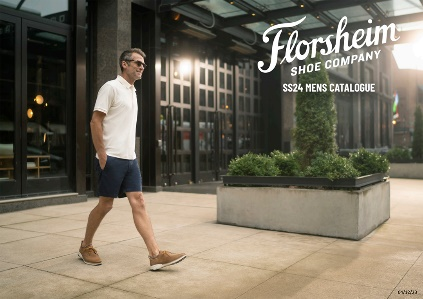 Florsheim
SHOE COMPANY
SS24 MENS CATALOGUE